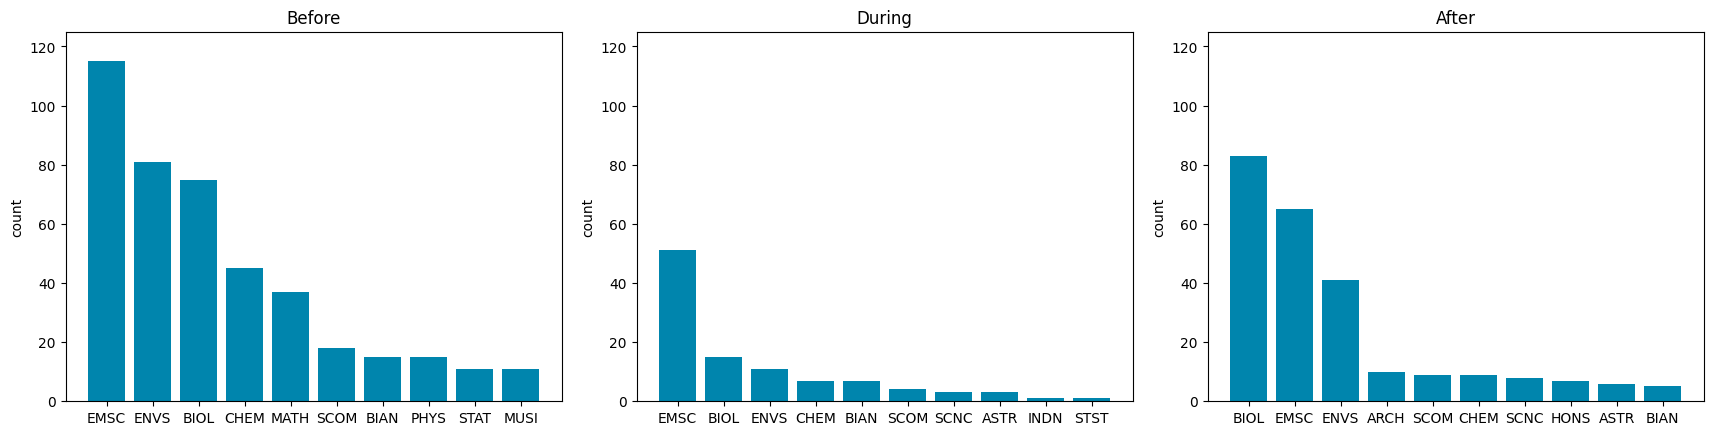 Before
120
100
80
60
40
20
0
count
EMSC ENVS BIOL CHEM MATH SCOM BIAN PHYS STAT MUSI
During
120
100
80
60
40
20
0
count
EMSC BIOL ENVS CHEM BIAN SCOM SCNC ASTR INDN STST
After
120
100
80
60
40
20
0
count
BIOL EMSC ENVS ARCH SCOM CHEM SCNC HONS ASTR BIAN